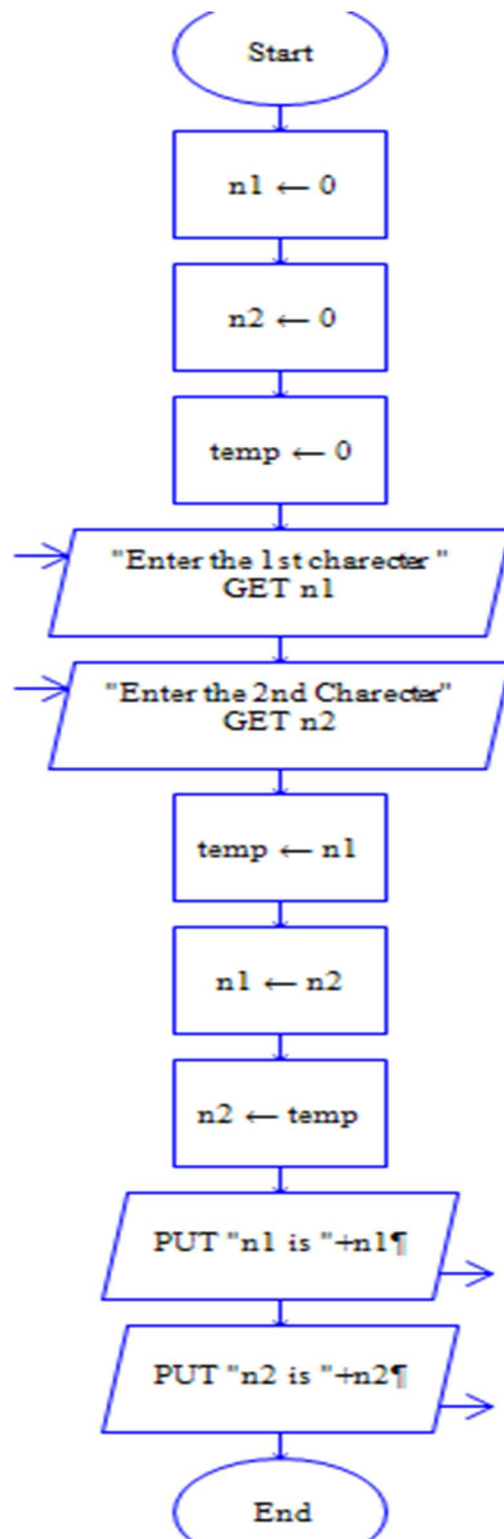 Start
n1 ← 0
n2 ← 0
temp ← 0
"Enter the 1st charecter "
GET n1
"Enter the 2nd Charecter"
GET n2
temp ← n1
n1 ← n2
n2 ← temp
PUT "n1 is "+n1¶
PUT "n2 is "+n2¶
End